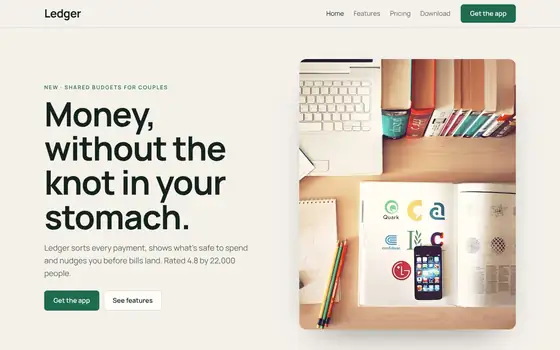 Ledger
Home Features Pricing Download Get the app
NEW · SHARED BUDGETS FOR COUPLES
Money,
without the
knot in your
stomach.
Ledger sorts every payment, shows what's safe to spend
and nudges you before bills land. Rated 4.8 by 22,000
people.
Get the app See features
Quark
LG